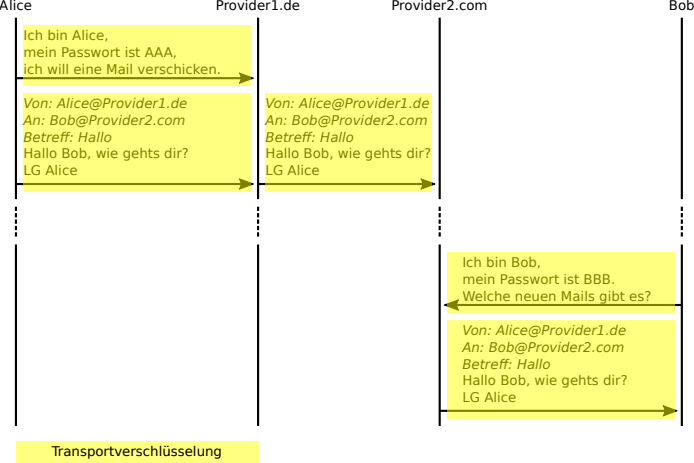 Alice
Provider1.de
Provider2.com
Bob
Ich bin Alice,
mein Passwort ist AAA,
ich will eine Mail verschicken.
Von: Alice@Provider1.de
An: Bob@Provider2.com
Betreff: Hallo
Hallo Bob, wie gehts dir?
LG Alice
Von: Alice@Provider1.de
An: Bob@Provider2.com
Betreff: Hallo
Hallo Bob, wie gehts dir?
LG Alice
Ich bin Bob,
mein Passwort ist BBB.
Welche neuen Mails gibt es?
Von: Alice@Provider1.de
An: Bob@Provider2.com
Betreff: Hallo
Hallo Bob, wie gehts dir?
LG Alice
Transportverschlüsselung